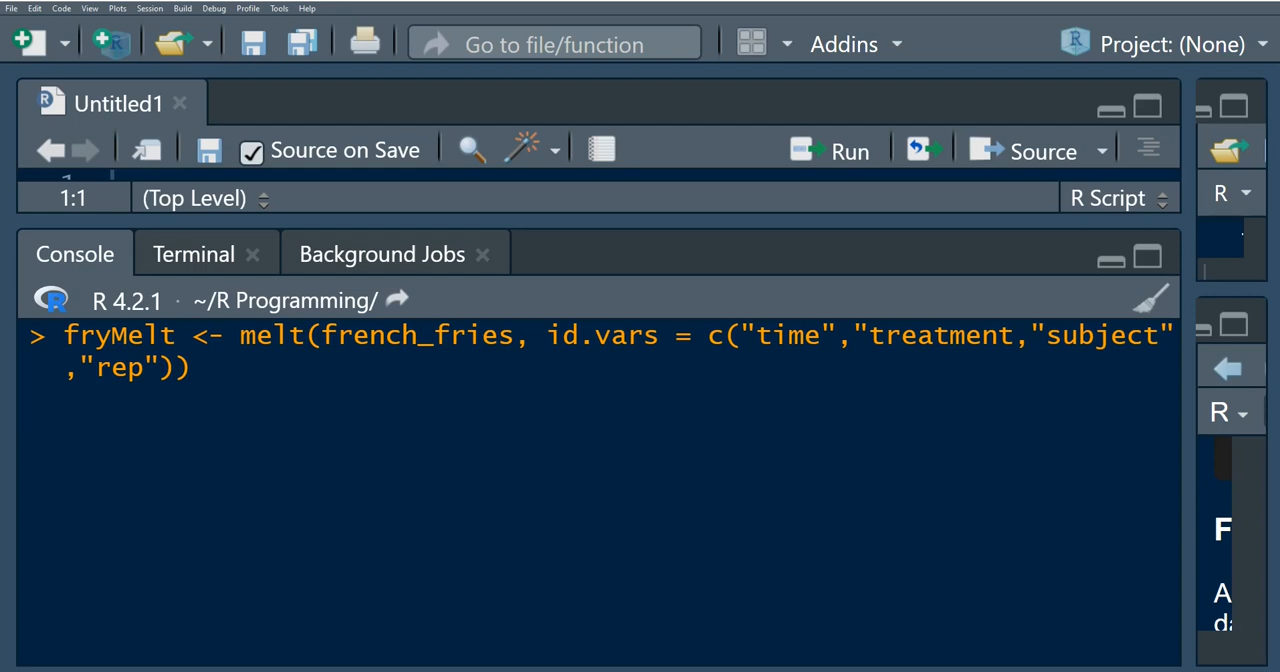 File Edit Code View Plots Session Build Debug Profile Tools Help
Go to file/function Addins Project: (None)
Untitled1
Source on Save Run Source
1:1 (Top Level) R Script R
Console Terminal Background Jobs
R 4.2.1 · ~/R Programming/
> fryMelt <- melt(french_fries, id.vars = c("time","treatment,"subject"
,"rep"))
R
F
A